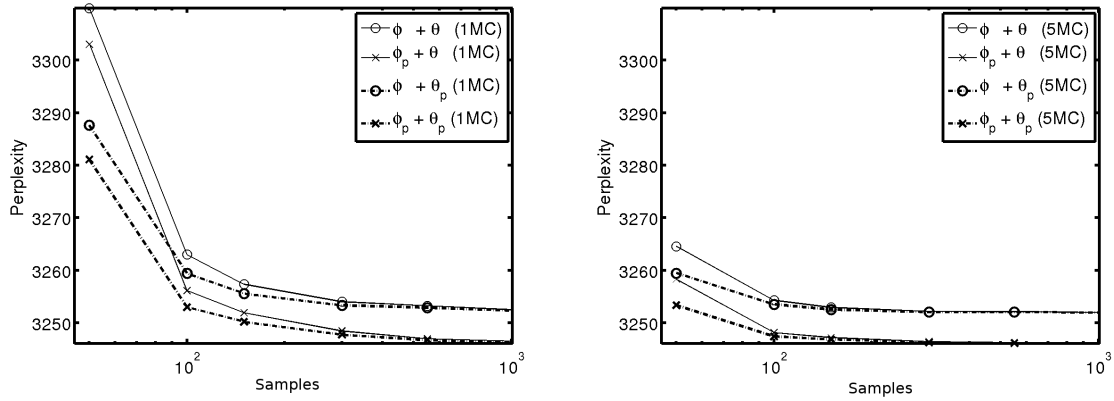 3300
3290
3280
3270
3260
3250
Perplexity
10²
10³
Samples
ϕ + θ (1MC)
ϕₚ + θ (1MC)
ϕ + θₚ (1MC)
ϕₚ + θₚ (1MC)
3300
3290
3280
3270
3260
3250
Perplexity
10²
10³
Samples
ϕ + θ (5MC)
ϕₚ + θ (5MC)
ϕ + θₚ (5MC)
ϕₚ + θₚ (5MC)